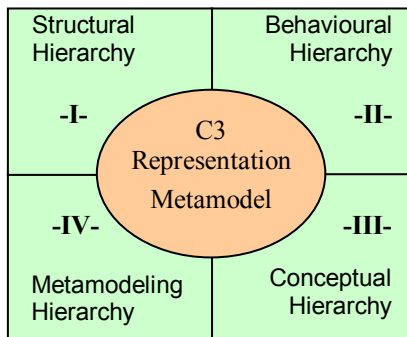 Structural
Hierarchy
-I-
Behavioural
Hierarchy
-II-
C3
Representation
Metamodel
-IV-
Metamodeling
Hierarchy
-III-
Conceptual
Hierarchy